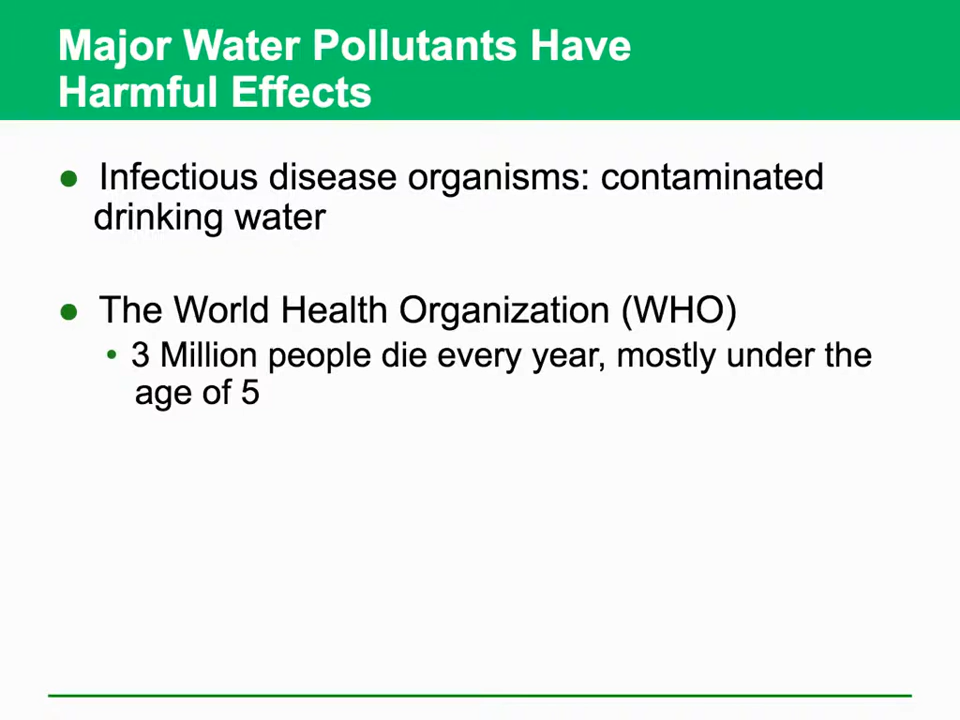 Major Water Pollutants Have
Harmful Effects
● Infectious disease organisms: contaminated
drinking water
● The World Health Organization (WHO)
• 3 Million people die every year, mostly under the
age of 5